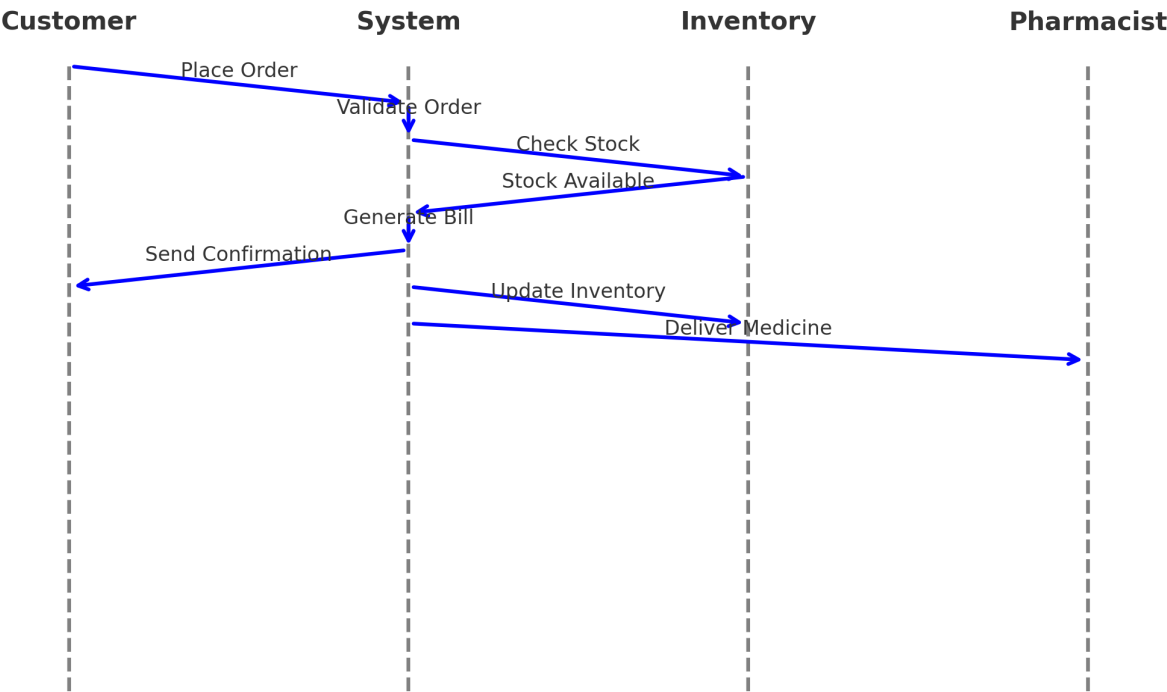 Customer System Inventory Pharmacist
Place Order
Validate Order
Check Stock
Stock Available
Generate Bill
Send Confirmation
Update Inventory
Deliver Medicine